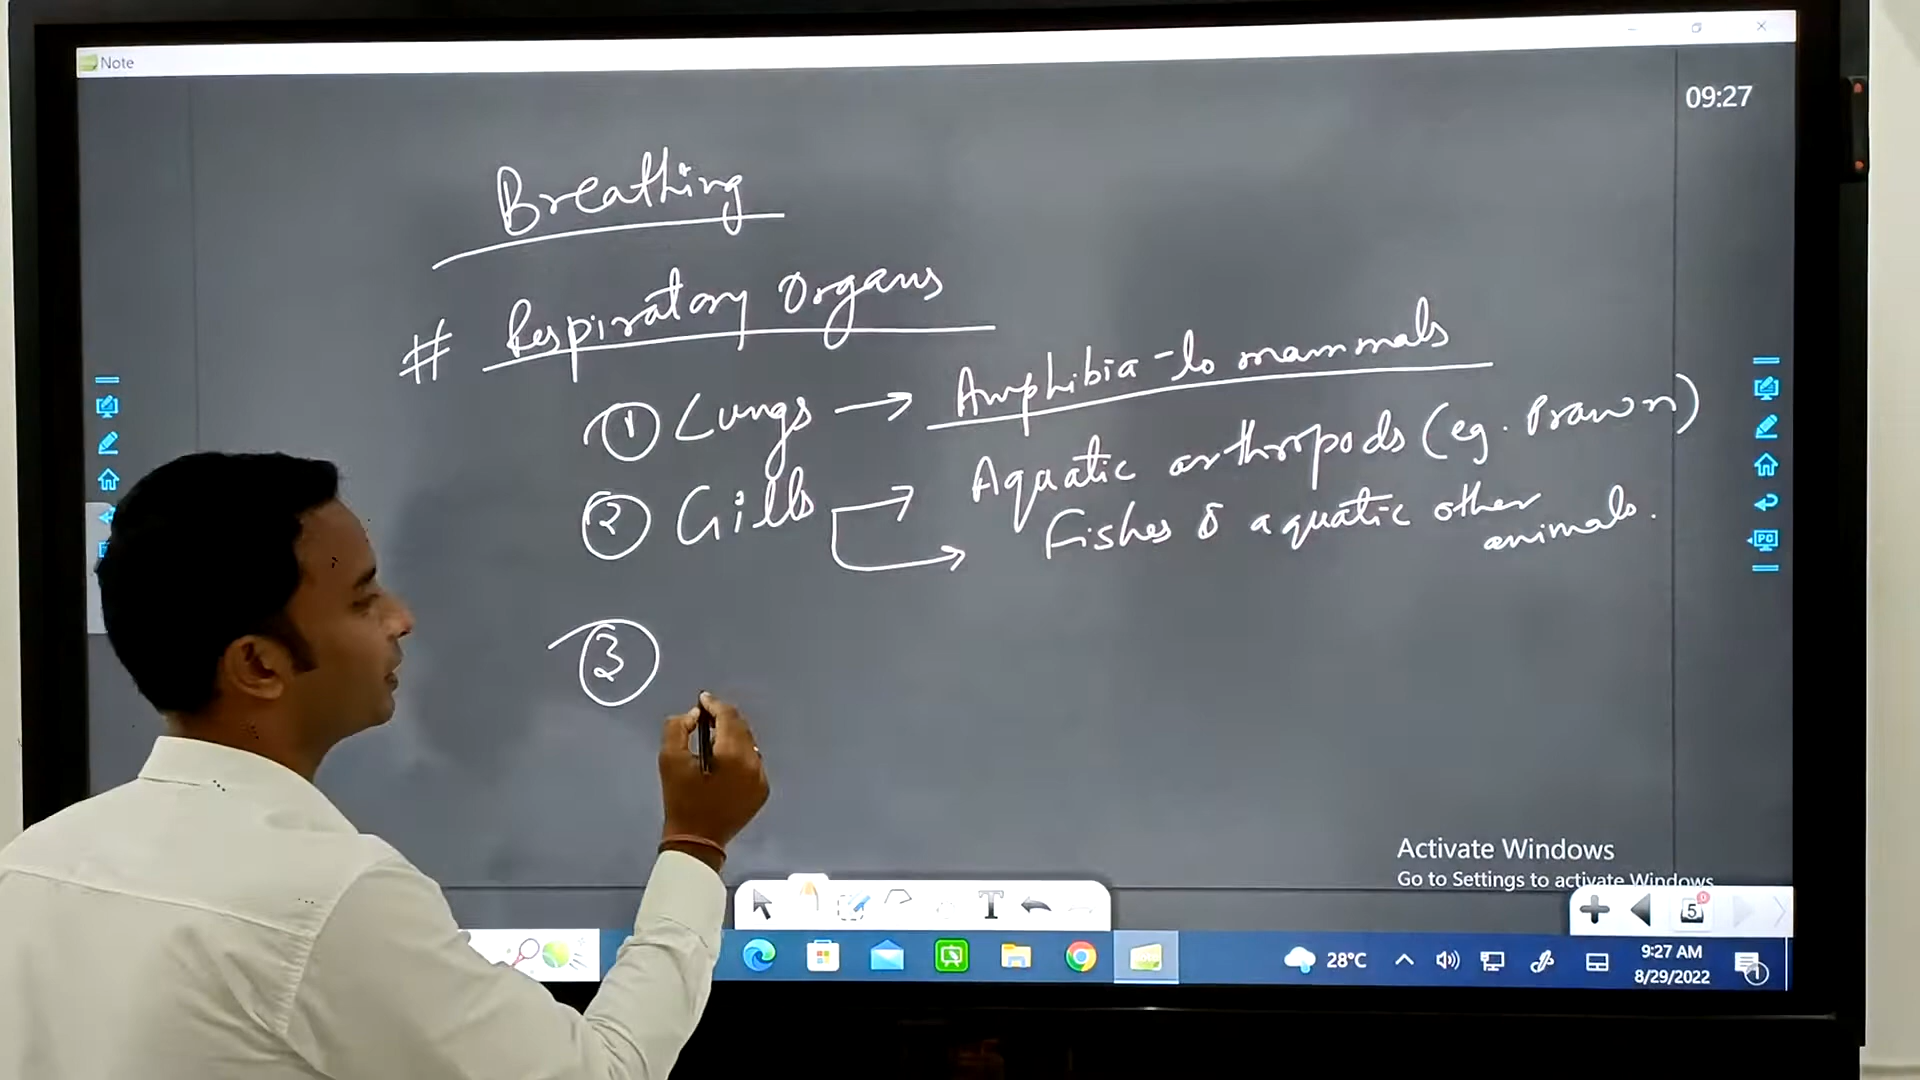 Note
09:27
Breathing
# Respiratory Organs
① Lungs → Amphibia - to mammals
② Gills → Aquatic arthropods (eg. Prawn)
→ Fishes & aquatic other
animals.
③
Activate Windows
Go to Settings to activate Windows
T
5
28°C
9:27 AM
8/29/2022
1